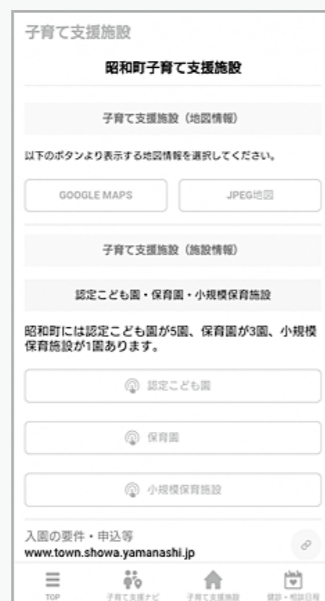 子育て支援施設
昭和町子育て支援施設
子育て支援施設（地図情報）
以下のボタンより表示する地図情報を選択してください。
GOOGLE MAPS
JPEG地図
子育て支援施設（施設情報）
認定こども園・保育園・小規模保育施設
昭和町には認定こども園が5園、保育園が3園、小規模
保育施設が1園あります。
認定こども園
保育園
小規模保育施設
入園の要件・申込等
www.town.showa.yamanashi.jp
TOP
子育て支援ナビ
子育て支援施設
健診・相談日程